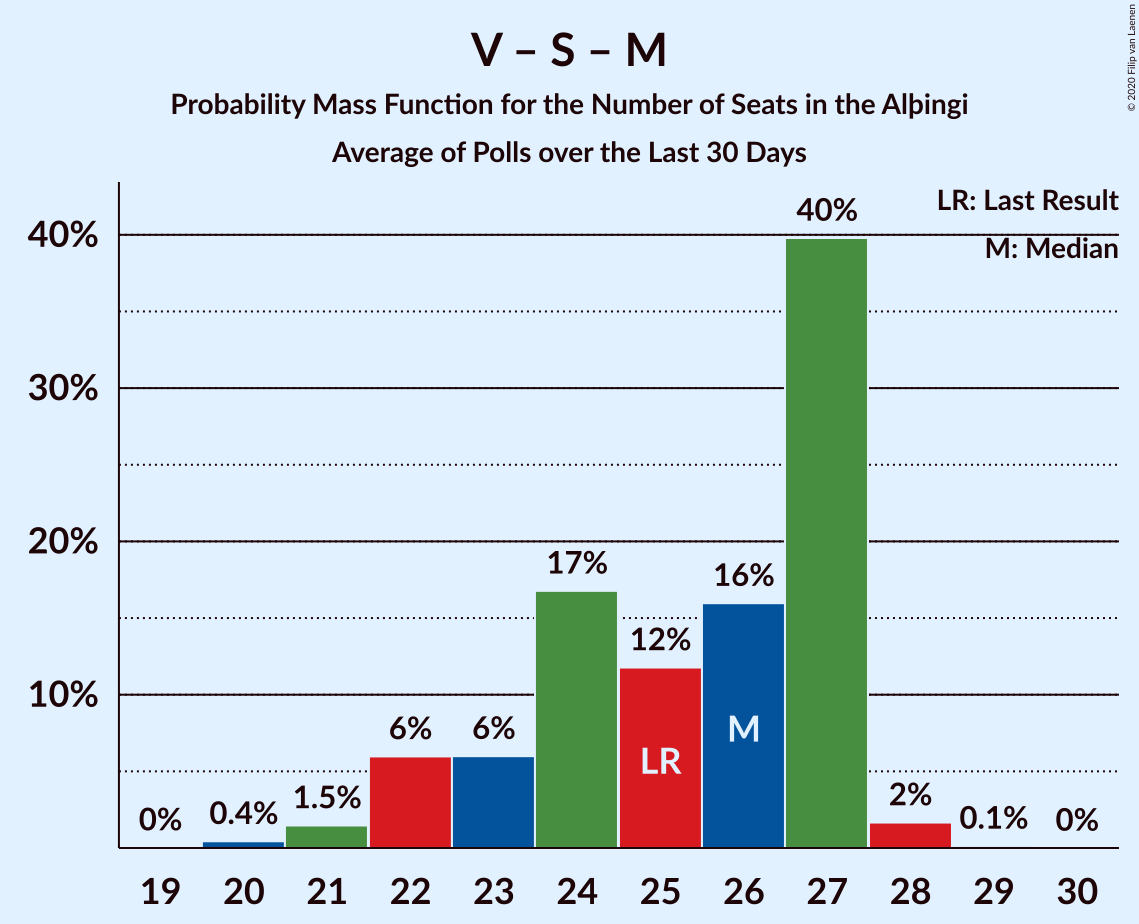 V – S – M
Probability Mass Function for the Number of Seats in the Alþingi
Average of Polls over the Last 30 Days
© 2020 Filip van Laenen
LR: Last Result
M: Median
40%
30%
20%
10%
0%
0.4%
1.5%
6%
6%
17%
12%
16%
40%
2%
0.1%
0%
LR
M
19 20 21 22 23 24 25 26 27 28 29 30